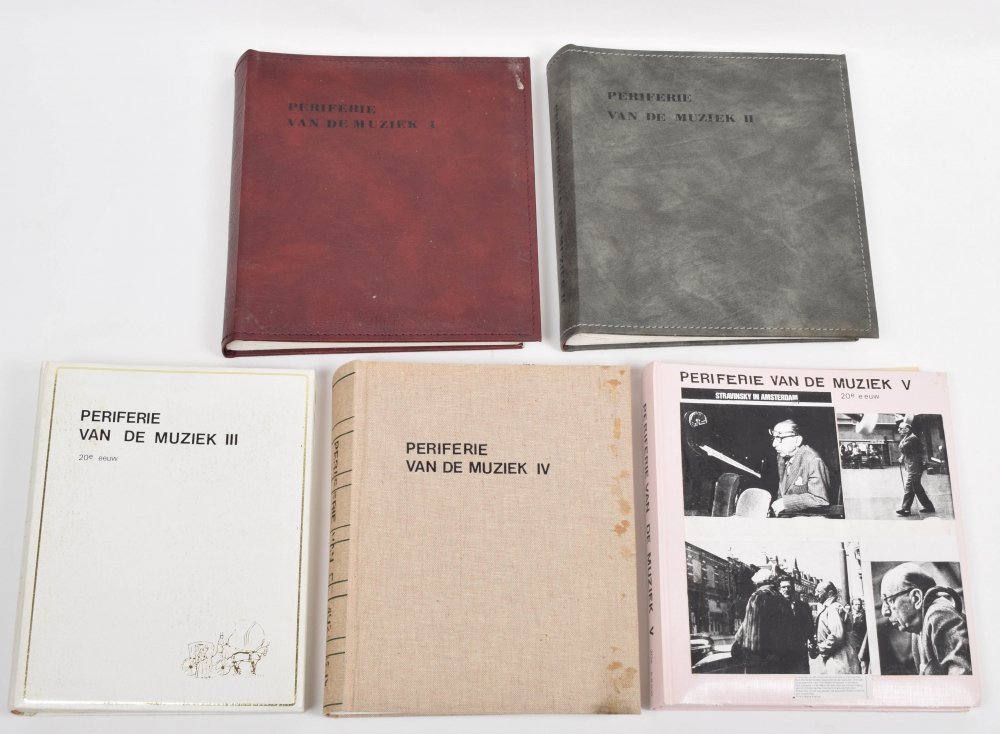 PERIFERIE
VAN DE MUZIEK I
PERIFERIE
VAN DE MUZIEK II
PERIFERIE
VAN DE MUZIEK III
20e eeuw
PERIFERIE
VAN DE MUZIEK IV
PERIFERIE VAN DE MUZIEK V
20e eeuw
STRAVINSKY IN AMSTERDAM
PERIFERIE VAN DE MUZIEK V